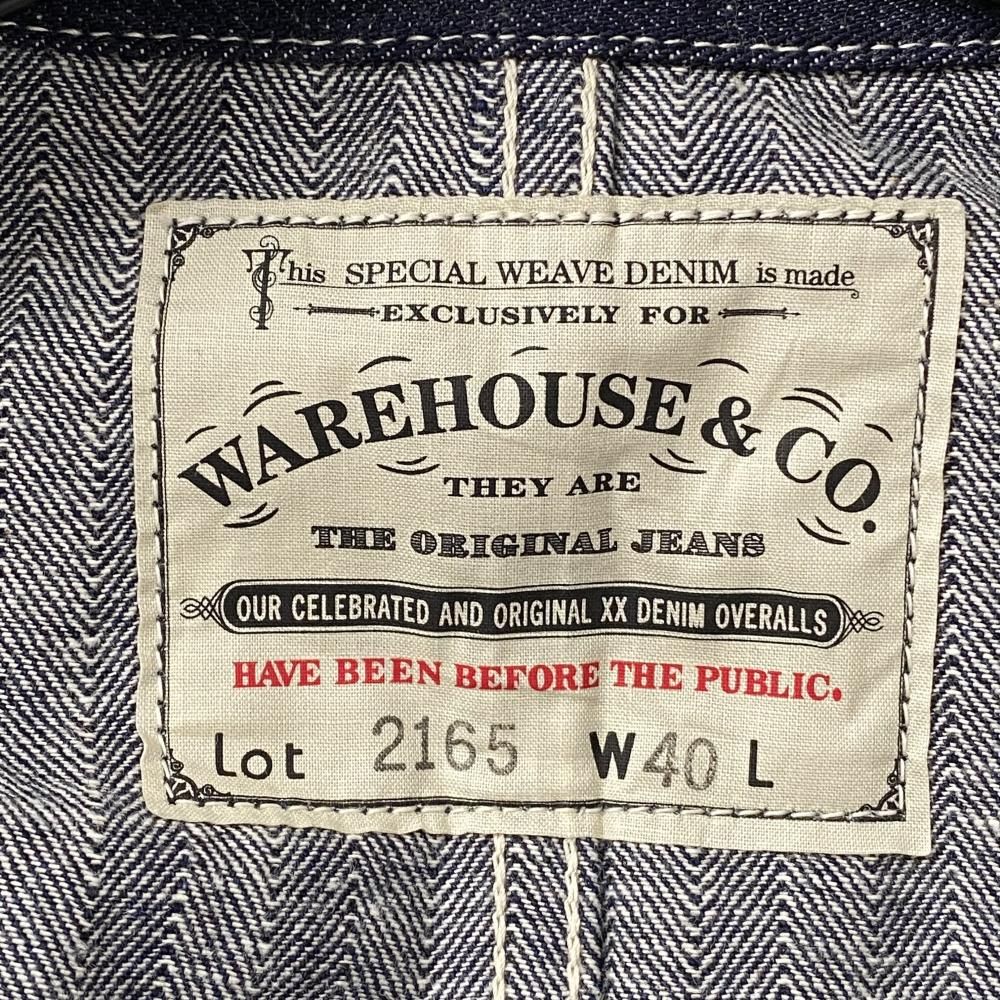 This SPECIAL WEAVE DENIM is made
EXCLUSIVELY FOR
WAREHOUSE & CO.
THEY ARE
THE ORIGINAL JEANS
OUR CELEBRATED AND ORIGINAL XX DENIM OVERALLS
HAVE BEEN BEFORE THE PUBLIC.
Lot 2165 W 40 L